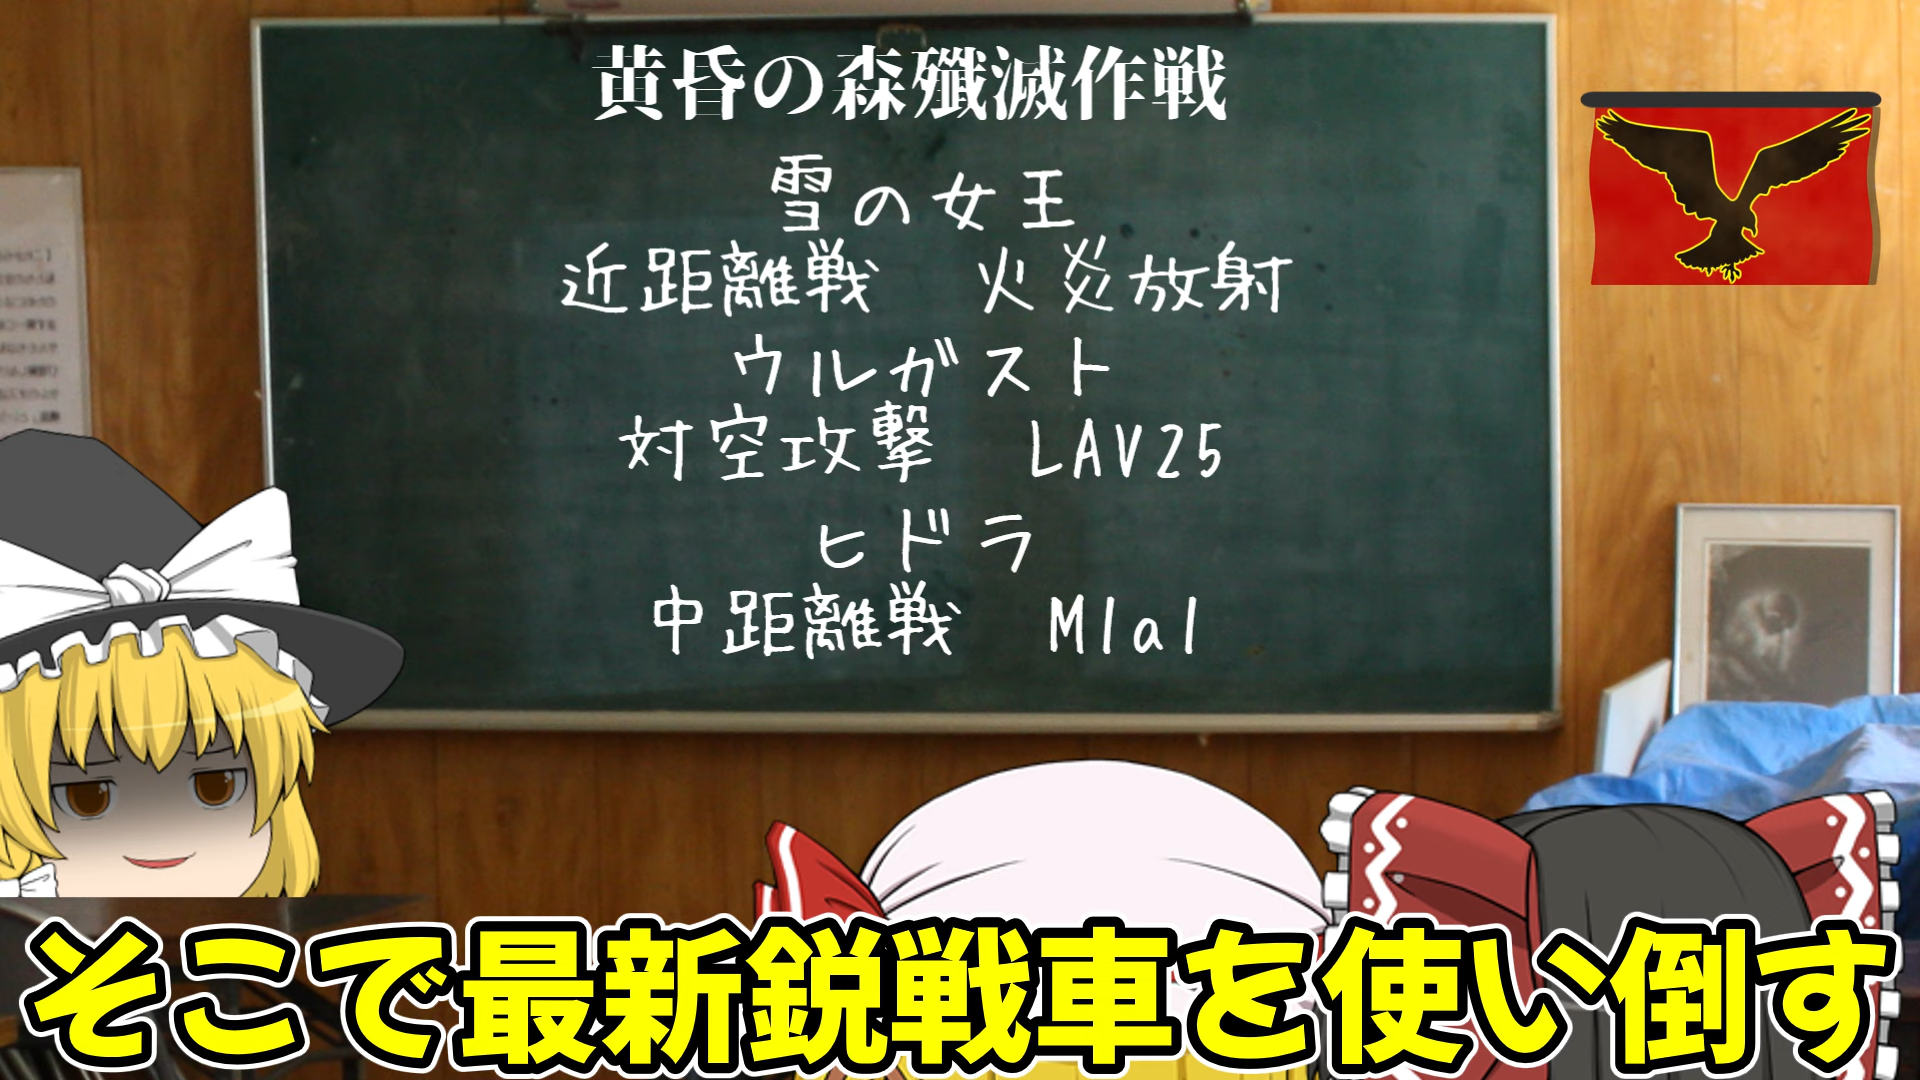 黄昏の森殲滅作戦
雪の女王
近距離戦　火炎放射
ウルガスト
対空攻撃　LAV25
ヒドラ
中距離戦　M1a1
そこで最新鋭戦車を使い倒す